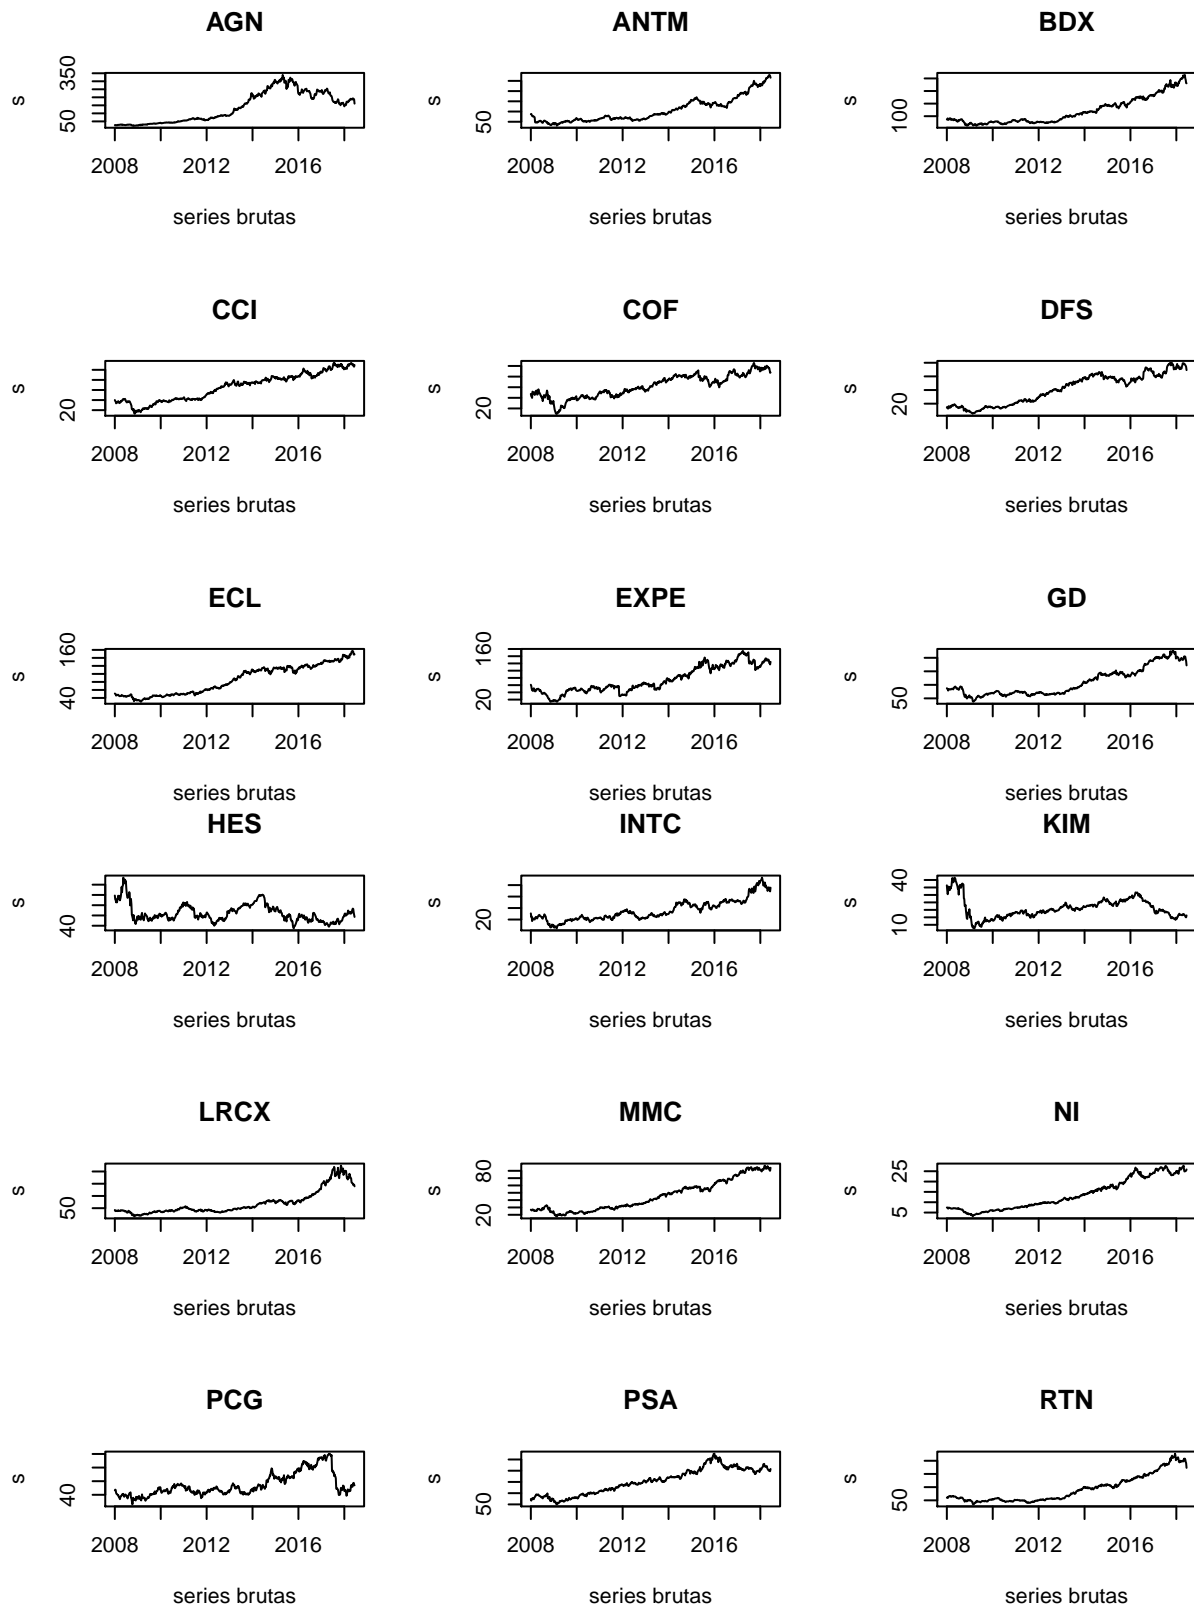 AGN ANTM BDX
s 50 350 s 50 s 100
2008 2012 2016 2008 2012 2016 2008 2012 2016
series brutas series brutas series brutas
CCI COF DFS
s 20 s 20 s 20
2008 2012 2016 2008 2012 2016 2008 2012 2016
series brutas series brutas series brutas
ECL EXPE GD
s 40 160 s 20 160 s 50
2008 2012 2016 2008 2012 2016 2008 2012 2016
series brutas series brutas series brutas
HES INTC KIM
s 40 s 20 s 10 40
2008 2012 2016 2008 2012 2016 2008 2012 2016
series brutas series brutas series brutas
LRCX MMC NI
s 50 s 20 80 s 5 25
2008 2012 2016 2008 2012 2016 2008 2012 2016
series brutas series brutas series brutas
PCG PSA RTN
s 40 s 50 s 50
2008 2012 2016 2008 2012 2016 2008 2012 2016
series brutas series brutas series brutas